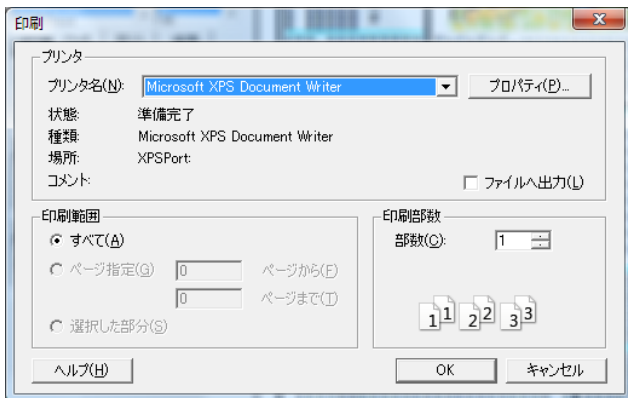 印刷
プリンタ
プリンタ名(N): Microsoft XPS Document Writer プロパティ(P)...
状態: 準備完了
種類: Microsoft XPS Document Writer
場所: XPSPort:
コメント:
ファイルへ出力(L)
印刷範囲
すべて(A)
ページ指定(G) 0 ページから(F)
0 ページまで(T)
選択した部分(S)
印刷部数
部数(C): 1
1 1 2 2 3 3
ヘルプ(H) OK キャンセル